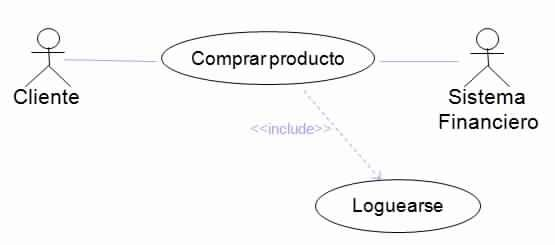 Comprar producto
Cliente
Sistema
Financiero
<<include>>
Loguearse